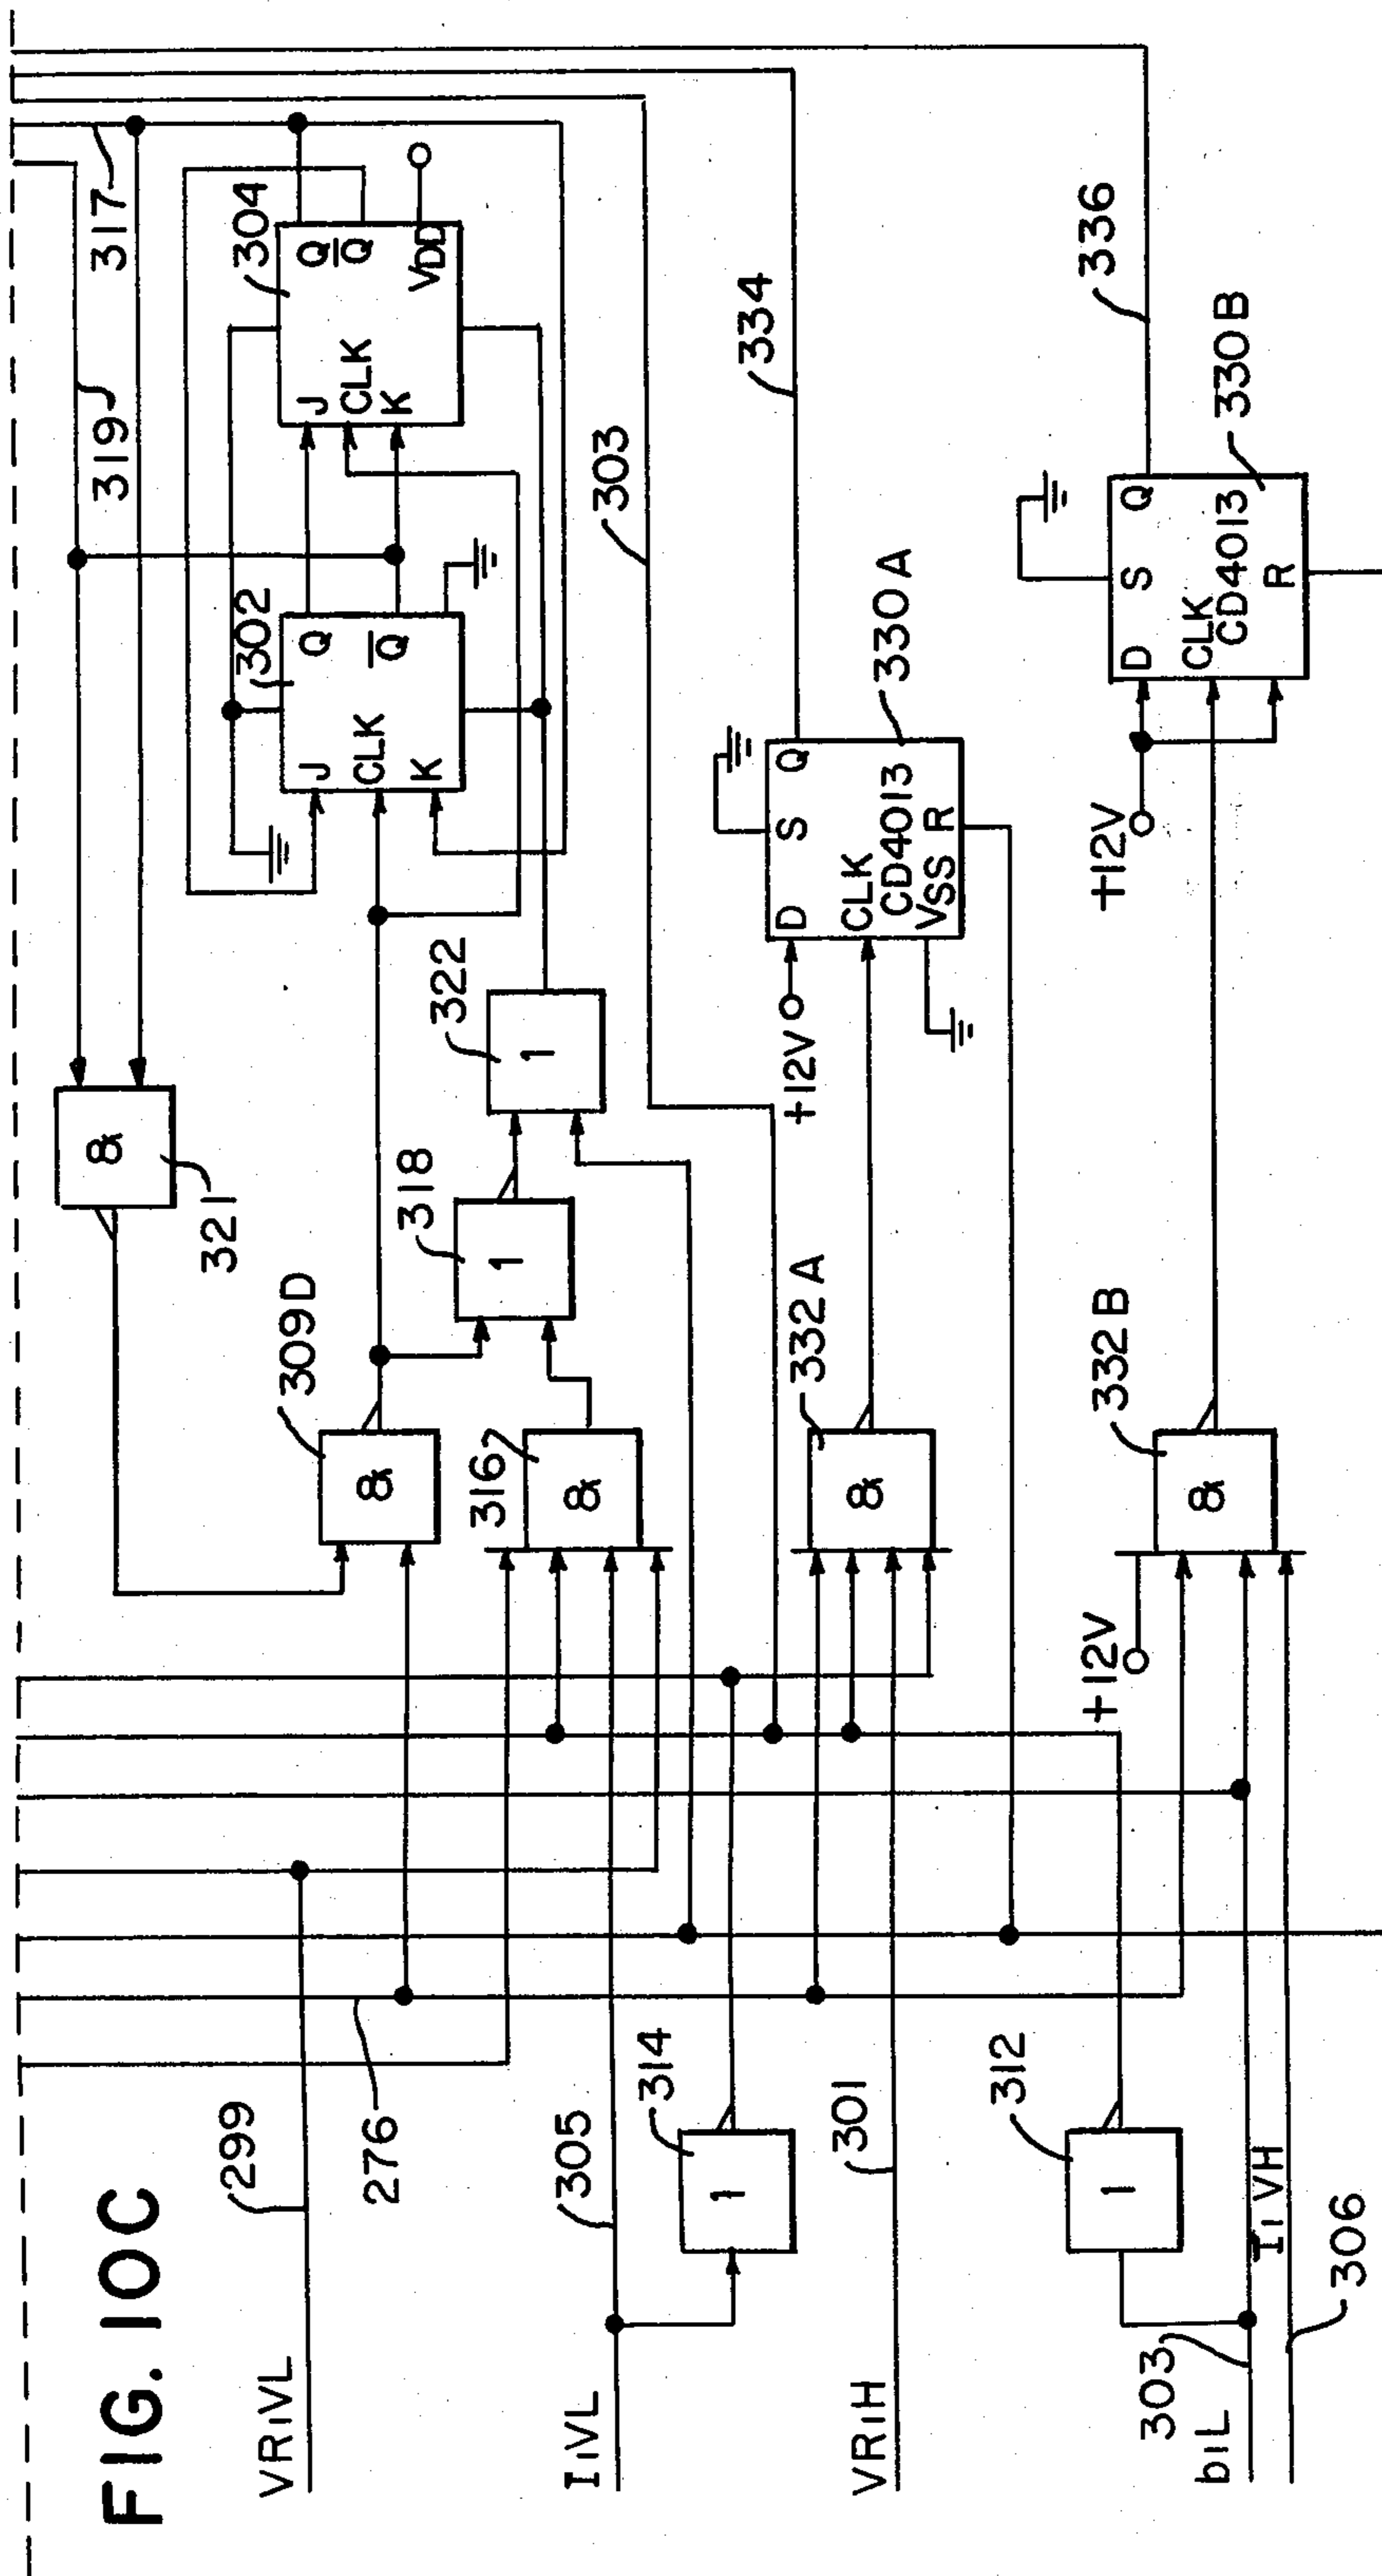 FIG. 10C
317
319
321
&
304
J
CLK
K
Q
Q
VDD
302
J
CLK
K
Q
Q
303
309D
&
318
1
322
1
316
&
299
VR1VL
276
I1VL
305
314
1
332A
&
+12V
D
S
Q
CLK
CD4013
VSS
R
330A
334
VR1H
301
312
1
332B
&
+12V
+12V
D
S
Q
CLK
CD4013
R
330B
336
303
b1L
I1VH
306